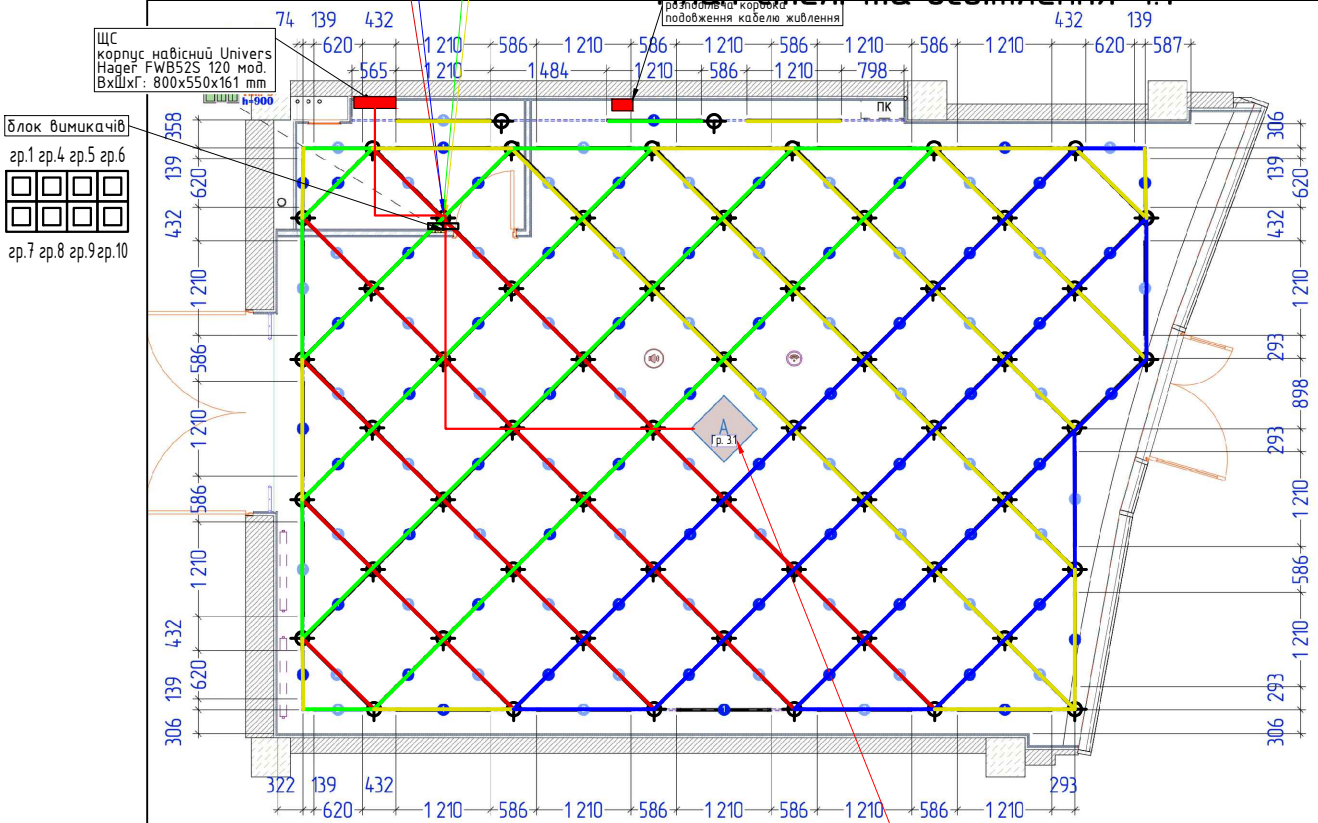 розподільча коробка
подовження кабелю живлення
74 139 432
432 139
620 1 210 586 1 210 586 1 210 586 1 210 620 587
565 1 210 1 484 1 210 586 1 210 798
ЩС
корпус навісний Univers
Hager FWB52S 120 мод.
ВхШхГ: 800х550х161 mm
h=900
ПК
блок вимикачів
гр.1 гр.4 гр.5 гр.6
гр.7 гр.8 гр.9 гр.10
358
139
620
432
1 210
586
1 210
586
1 210
432
620
139
306
306
139
620
432
1 210
293
898
293
1 210
586
1 210
293
306
А
Гр. 3.1
1
1
322 139 432
293
620 1 210 586 1 210 586 1 210 586 1 210 586 1 210